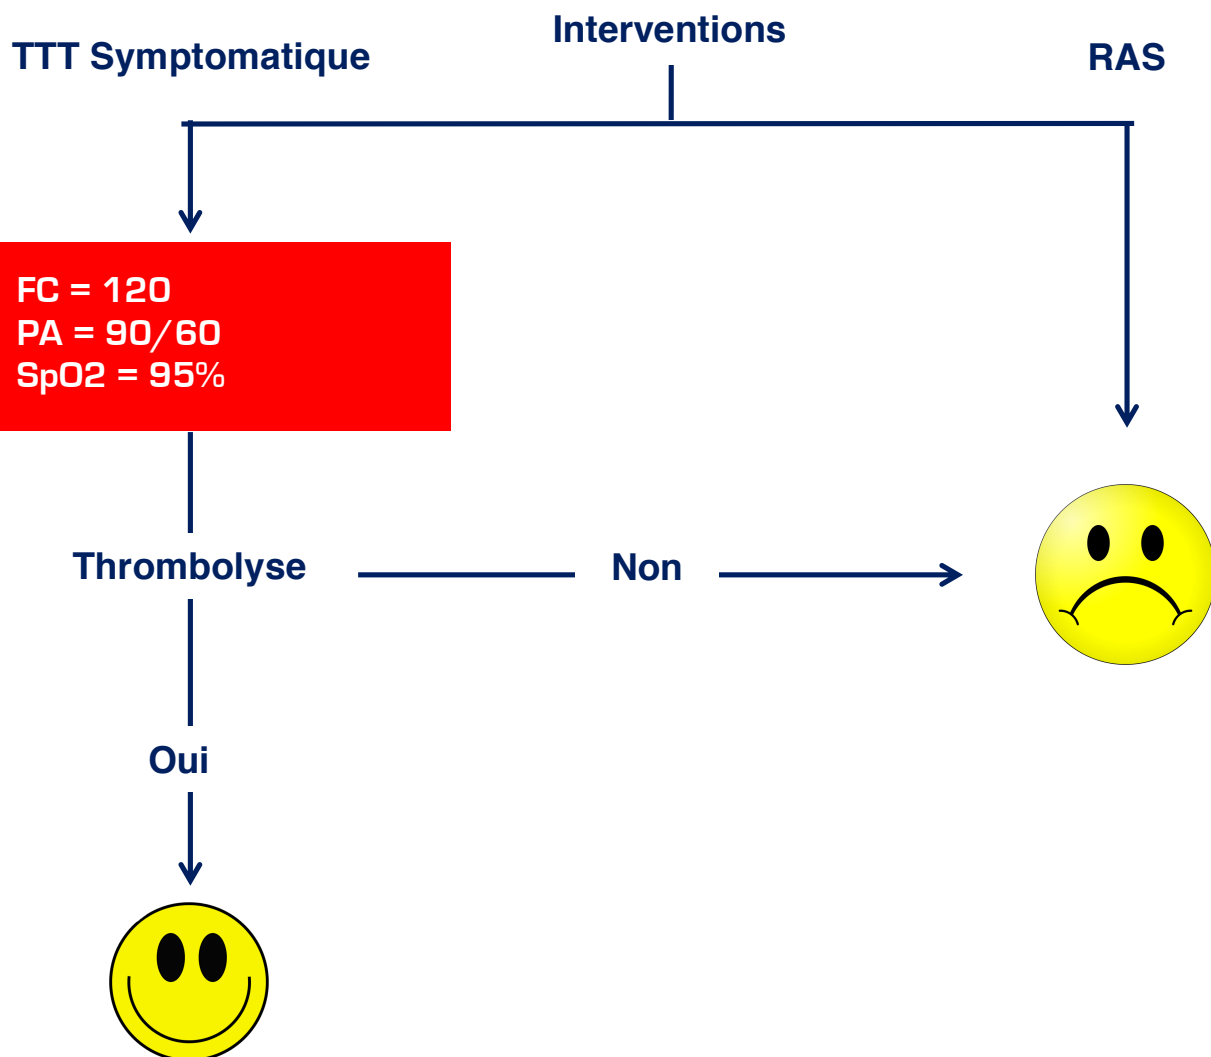 Interventions
TTT Symptomatique
RAS
FC = 120
PA = 90/60
SpO2 = 95%
Thrombolyse
Non
Oui